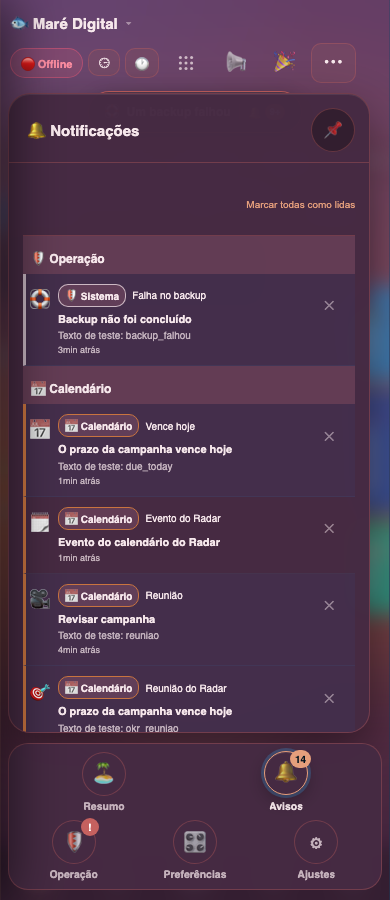 Maré Digital
Offline
Notificações
Marcar todas como lidas
Operação
Sistema Falha no backup
Backup não foi concluído
Texto de teste: backup_falhou
3min atrás
Calendário
Calendário Vence hoje
O prazo da campanha vence hoje
Texto de teste: due_today
1min atrás
Calendário Evento do Radar
Evento do calendário do Radar
1min atrás
Calendário Reunião
Revisar campanha
Texto de teste: reuniao
4min atrás
Calendário Reunião do Radar
O prazo da campanha vence hoje
Texto de teste: okr_reuniao
14
Resumo
Avisos
!
Operação
Preferências
Ajustes